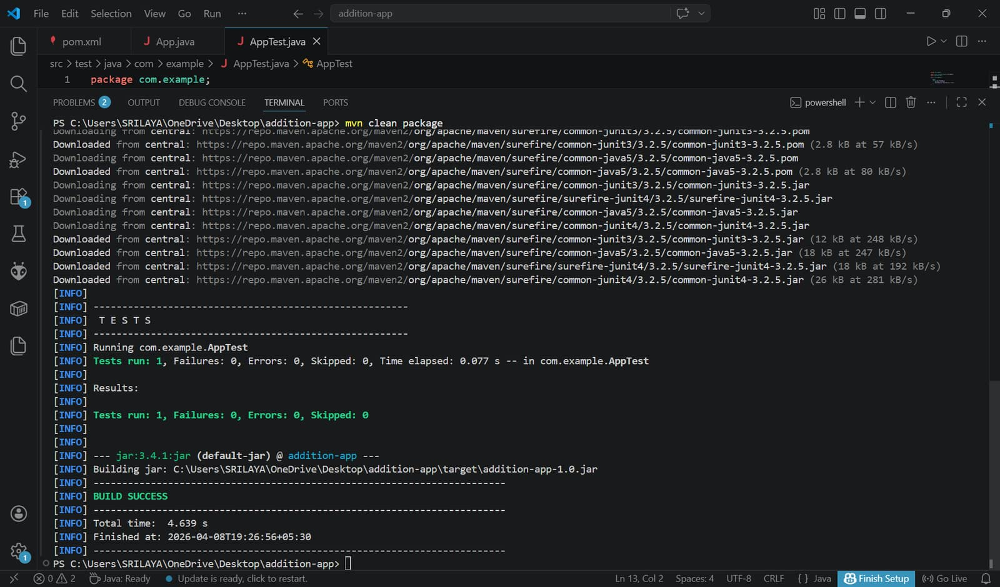 File Edit Selection View Go Run ··· addition-app
pom.xml App.java AppTest.java
src > test > java > com > example > AppTest.java > AppTest
1 package com.example;
PROBLEMS 2 OUTPUT DEBUG CONSOLE TERMINAL PORTS powershell
PS C:\Users\SRILAYA\OneDrive\Desktop\addition-app> mvn clean package
Downloading from central: https://repo.maven.apache.org/maven2/org/apache/maven/surefire/common-junit3/3.2.5/common-junit3-3.2.5.pom
Downloaded from central: https://repo.maven.apache.org/maven2/org/apache/maven/surefire/common-junit3/3.2.5/common-junit3-3.2.5.pom (2.8 kB at 57 kB/s)
Downloading from central: https://repo.maven.apache.org/maven2/org/apache/maven/surefire/common-java5/3.2.5/common-java5-3.2.5.pom
Downloaded from central: https://repo.maven.apache.org/maven2/org/apache/maven/surefire/common-java5/3.2.5/common-java5-3.2.5.pom (2.8 kB at 80 kB/s)
Downloading from central: https://repo.maven.apache.org/maven2/org/apache/maven/surefire/common-junit3/3.2.5/common-junit3-3.2.5.jar
Downloading from central: https://repo.maven.apache.org/maven2/org/apache/maven/surefire/surefire-junit4/3.2.5/surefire-junit4-3.2.5.jar
Downloading from central: https://repo.maven.apache.org/maven2/org/apache/maven/surefire/common-java5/3.2.5/common-java5-3.2.5.jar
Downloading from central: https://repo.maven.apache.org/maven2/org/apache/maven/surefire/common-junit4/3.2.5/common-junit4-3.2.5.jar
Downloaded from central: https://repo.maven.apache.org/maven2/org/apache/maven/surefire/common-junit3/3.2.5/common-junit3-3.2.5.jar (12 kB at 248 kB/s)
Downloaded from central: https://repo.maven.apache.org/maven2/org/apache/maven/surefire/common-java5/3.2.5/common-java5-3.2.5.jar (18 kB at 247 kB/s)
Downloaded from central: https://repo.maven.apache.org/maven2/org/apache/maven/surefire/surefire-junit4/3.2.5/surefire-junit4-3.2.5.jar (18 kB at 192 kB/s)
Downloaded from central: https://repo.maven.apache.org/maven2/org/apache/maven/surefire/common-junit4/3.2.5/common-junit4-3.2.5.jar (26 kB at 281 kB/s)
[INFO]
[INFO] -------------------------------------------------------
[INFO]  T E S T S
[INFO] -------------------------------------------------------
[INFO] Running com.example.AppTest
[INFO] Tests run: 1, Failures: 0, Errors: 0, Skipped: 0, Time elapsed: 0.077 s -- in com.example.AppTest
[INFO]
[INFO] Results:
[INFO]
[INFO] Tests run: 1, Failures: 0, Errors: 0, Skipped: 0
[INFO]
[INFO]
[INFO] --- jar:3.4.1:jar (default-jar) @ addition-app ---
[INFO] Building jar: C:\Users\SRILAYA\OneDrive\Desktop\addition-app\target\addition-app-1.0.jar
[INFO] ------------------------------------------------------------------------
[INFO] BUILD SUCCESS
[INFO] ------------------------------------------------------------------------
[INFO] Total time:  4.639 s
[INFO] Finished at: 2026-04-08T19:26:56+05:30
[INFO] ------------------------------------------------------------------------
PS C:\Users\SRILAYA\OneDrive\Desktop\addition-app>
1
1
0 2 Java: Ready Update is ready, click to restart. Ln 13, Col 2 Spaces: 4 UTF-8 CRLF { } Java Finish Setup Go Live